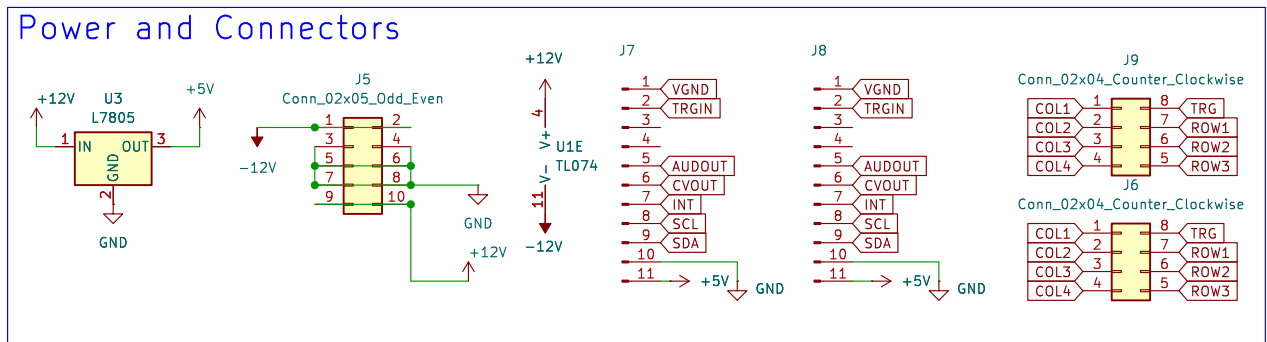 Power and Connectors
+12V
U3
L7805
+5V
1
IN
OUT
3
GND
2
GND
J5
Conn_02x05_Odd_Even
-12V
1
2
3
4
5
6
7
8
9
10
GND
+12V
+12V
4
V+
U1E
TL074
V-
11
-12V
J7
1
VGND
2
TRGIN
3
4
5
AUDOUT
6
CVOUT
7
INT
8
SCL
9
SDA
10
11
+5V
GND
J8
1
VGND
2
TRGIN
3
4
5
AUDOUT
6
CVOUT
7
INT
8
SCL
9
SDA
10
11
+5V
GND
J9
Conn_02x04_Counter_Clockwise
COL1 1 8 TRG
COL2 2 7 ROW1
COL3 3 6 ROW2
COL4 4 5 ROW3
J6
Conn_02x04_Counter_Clockwise
COL1 1 8 TRG
COL2 2 7 ROW1
COL3 3 6 ROW2
COL4 4 5 ROW3